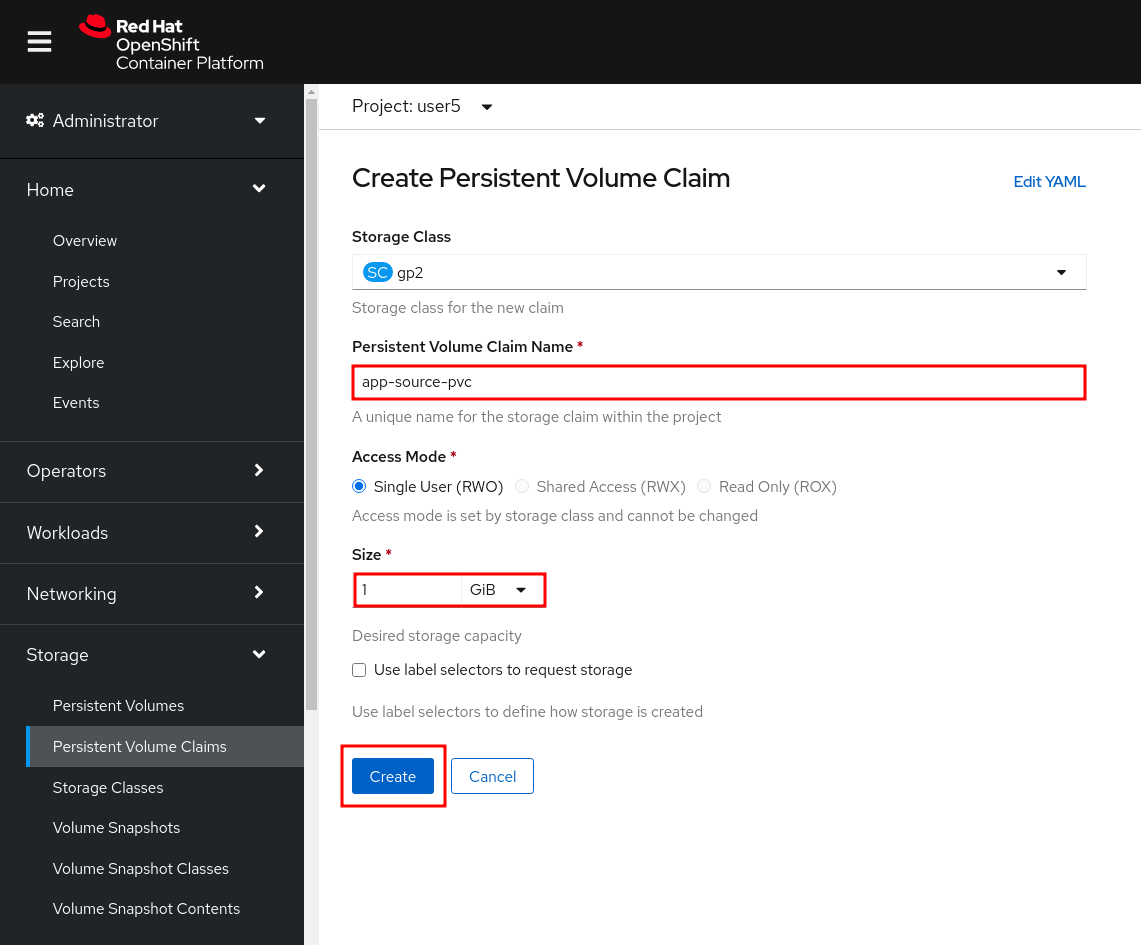 Red Hat
OpenShift
Container Platform
Administrator
Home
Overview
Projects
Search
Explore
Events
Operators
Workloads
Networking
Storage
Persistent Volumes
Persistent Volume Claims
Storage Classes
Volume Snapshots
Volume Snapshot Classes
Volume Snapshot Contents
Project: user5
Create Persistent Volume Claim
Edit YAML
Storage Class
SC gp2
Storage class for the new claim
Persistent Volume Claim Name *
app-source-pvc
A unique name for the storage claim within the project
Access Mode *
Single User (RWO) Shared Access (RWX) Read Only (ROX)
Access mode is set by storage class and cannot be changed
Size *
1 GiB
Desired storage capacity
Use label selectors to request storage
Use label selectors to define how storage is created
Create Cancel